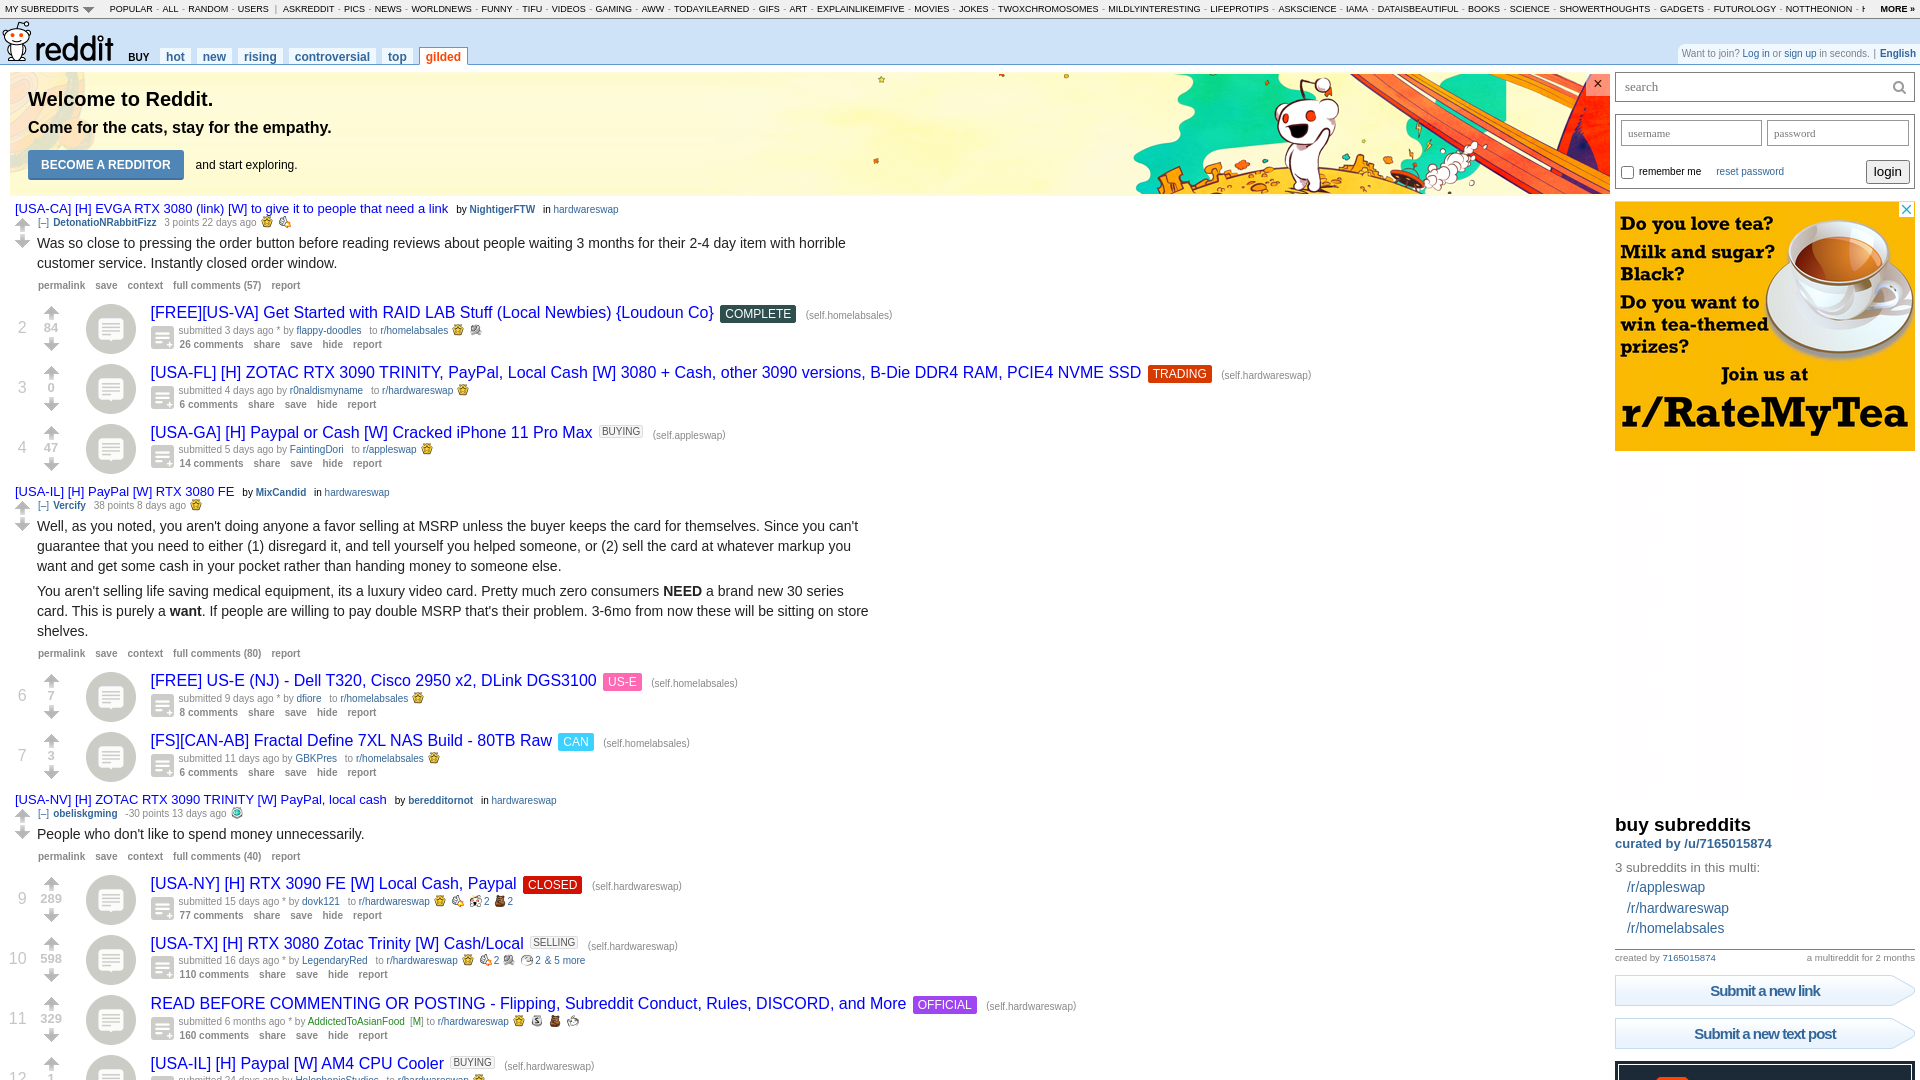 MY SUBREDDITS POPULAR - ALL - RANDOM - USERS | ASKREDDIT - PICS - NEWS - WORLDNEWS - FUNNY - TIFU - VIDEOS - GAMING - AWW - TODAYILEARNED - GIFS - ART - EXPLAINLIKEIMFIVE - MOVIES - JOKES - TWOXCHROMOSOMES - MILDLYINTERESTING - LIFEPROTIPS - ASKSCIENCE - IAMA - DATAISBEAUTIFUL - BOOKS - SCIENCE - SHOWERTHOUGHTS - GADGETS - FUTUROLOGY - NOTTHEONION - MORE »
reddit BUY hot new rising controversial top gilded
Want to join? Log in or sign up in seconds. | English
Welcome to Reddit.
Come for the cats, stay for the empathy.
BECOME A REDDITOR and start exploring.
×
search
username password
remember me reset password login
[USA-CA] [H] EVGA RTX 3080 (link) [W] to give it to people that need a link by NightigerFTW in hardwareswap
[–] DetonatioNRabbitFizz 3 points 22 days ago
Was so close to pressing the order button before reading reviews about people waiting 3 months for their 2-4 day item with horrible
customer service. Instantly closed order window.
permalink save context full comments (57) report
2 84 [FREE][US-VA] Get Started with RAID LAB Stuff (Local Newbies) {Loudoun Co} COMPLETE (self.homelabsales)
submitted 3 days ago * by flappy-doodles to r/homelabsales
26 comments share save hide report
3 0 [USA-FL] [H] ZOTAC RTX 3090 TRINITY, PayPal, Local Cash [W] 3080 + Cash, other 3090 versions, B-Die DDR4 RAM, PCIE4 NVME SSD TRADING (self.hardwareswap)
submitted 4 days ago by r0naldismyname to r/hardwareswap
6 comments share save hide report
4 47 [USA-GA] [H] Paypal or Cash [W] Cracked iPhone 11 Pro Max BUYING (self.appleswap)
submitted 5 days ago by FaintingDori to r/appleswap
14 comments share save hide report
[USA-IL] [H] PayPal [W] RTX 3080 FE by MixCandid in hardwareswap
[–] Vercify 38 points 8 days ago
Well, as you noted, you aren't doing anyone a favor selling at MSRP unless the buyer keeps the card for themselves. Since you can't
guarantee that you need to either (1) disregard it, and tell yourself you helped someone, or (2) sell the card at whatever markup you
want and get some cash in your pocket rather than handing money to someone else.
You aren't selling life saving medical equipment, its a luxury video card. Pretty much zero consumers NEED a brand new 30 series
card. This is purely a want. If people are willing to pay double MSRP that's their problem. 3-6mo from now these will be sitting on store
shelves.
permalink save context full comments (80) report
6 7 [FREE] US-E (NJ) - Dell T320, Cisco 2950 x2, DLink DGS3100 US-E (self.homelabsales)
submitted 9 days ago * by dfiore to r/homelabsales
8 comments share save hide report
7 3 [FS][CAN-AB] Fractal Define 7XL NAS Build - 80TB Raw CAN (self.homelabsales)
submitted 11 days ago by GBKPres to r/homelabsales
6 comments share save hide report
[USA-NV] [H] ZOTAC RTX 3090 TRINITY [W] PayPal, local cash by beredditornot in hardwareswap
[–] obeliskgming -30 points 13 days ago
People who don't like to spend money unnecessarily.
permalink save context full comments (40) report
9 289 [USA-NY] [H] RTX 3090 FE [W] Local Cash, Paypal CLOSED (self.hardwareswap)
submitted 15 days ago * by dovk121 to r/hardwareswap 2 2
77 comments share save hide report
10 598 [USA-TX] [H] RTX 3080 Zotac Trinity [W] Cash/Local SELLING (self.hardwareswap)
submitted 16 days ago * by LegendaryRed to r/hardwareswap 2 2 & 5 more
110 comments share save hide report
11 329 READ BEFORE COMMENTING OR POSTING - Flipping, Subreddit Conduct, Rules, DISCORD, and More OFFICIAL (self.hardwareswap)
submitted 6 months ago * by AddictedToAsianFood [M] to r/hardwareswap
160 comments share save hide report
12 1 [USA-IL] [H] Paypal [W] AM4 CPU Cooler BUYING (self.hardwareswap)
submitted 24 days ago by HolophonicStudios to r/hardwareswap
Do you love tea?
Milk and sugar?
Black?
Do you want to
win tea-themed
prizes?
Join us at
r/RateMyTea
buy subreddits
curated by /u/7165015874
3 subreddits in this multi:
/r/appleswap
/r/hardwareswap
/r/homelabsales
created by 7165015874 a multireddit for 2 months
Submit a new link
Submit a new text post